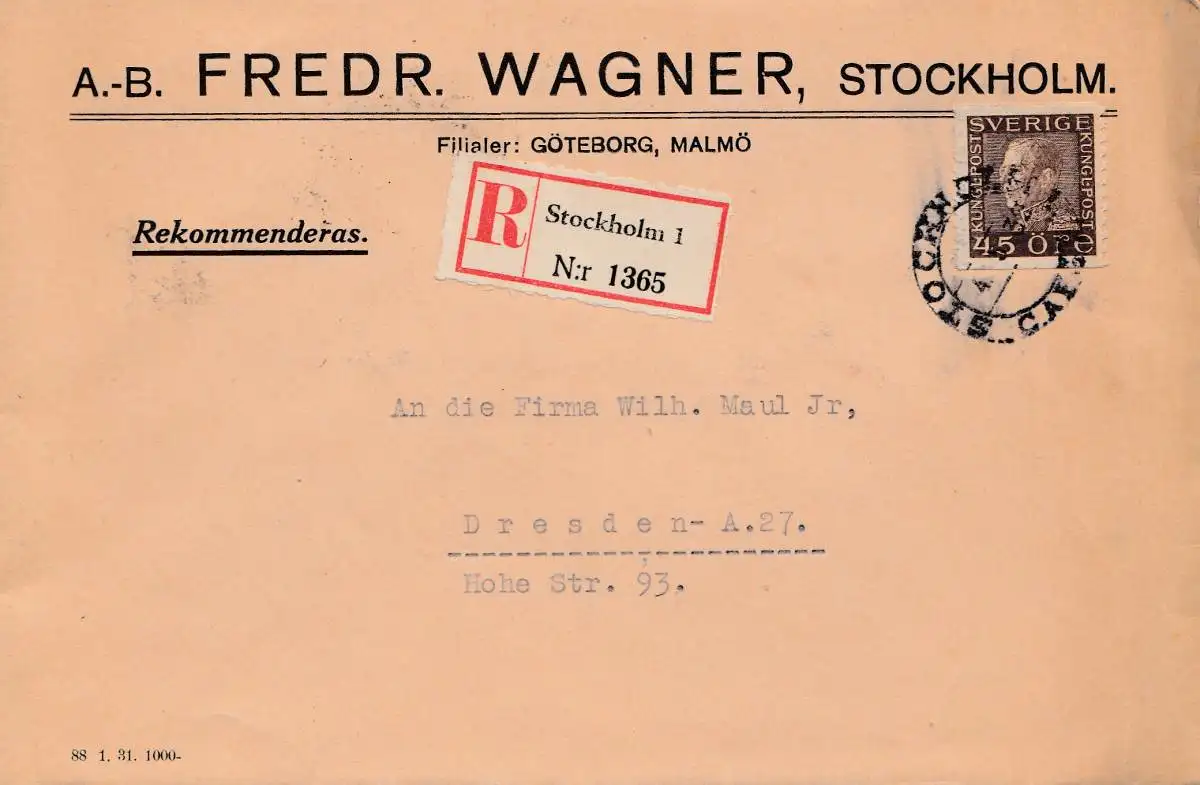 A.-B. FREDR. WAGNER, STOCKHOLM.
Filialer: GÖTEBORG, MALMÖ
SVERIGE
KUNGL·POST
KUNGL·POST
45 ÖRE
R
Stockholm 1
N:r 1365
Rekommenderas.
An die Firma Wilh. Maul Jr,
Dresden- A.27.
Hohe Str. 93.
88 1. 31. 1000-